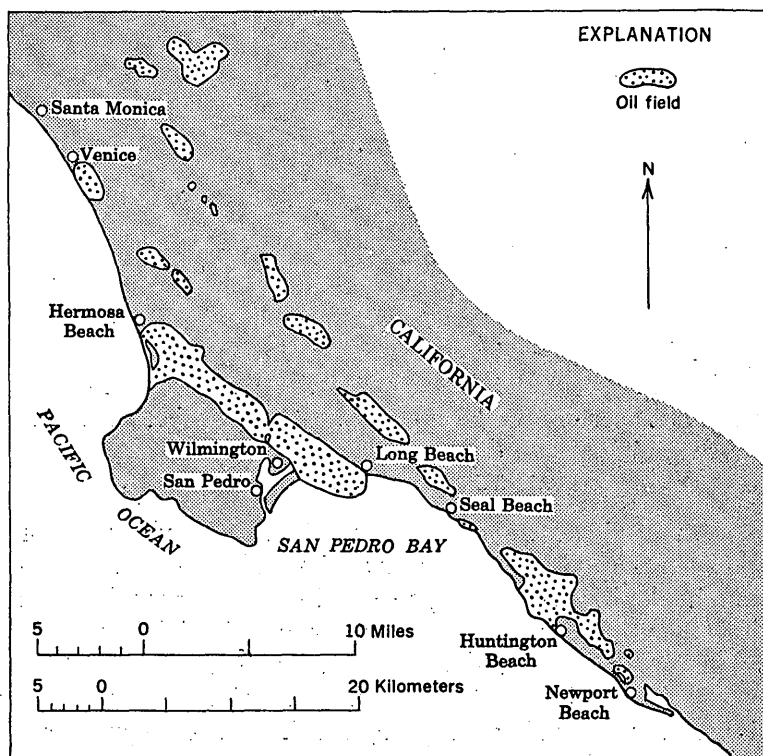 EXPLANATION
Oil field
N
Santa Monica
Venice
Hermosa
Beach
CALIFORNIA
PACIFIC
OCEAN
Wilmington
San Pedro
Long Beach
Seal Beach
SAN PEDRO BAY
Huntington
Beach
Newport
Beach
5 0 10 Miles
5 0 20 Kilometers